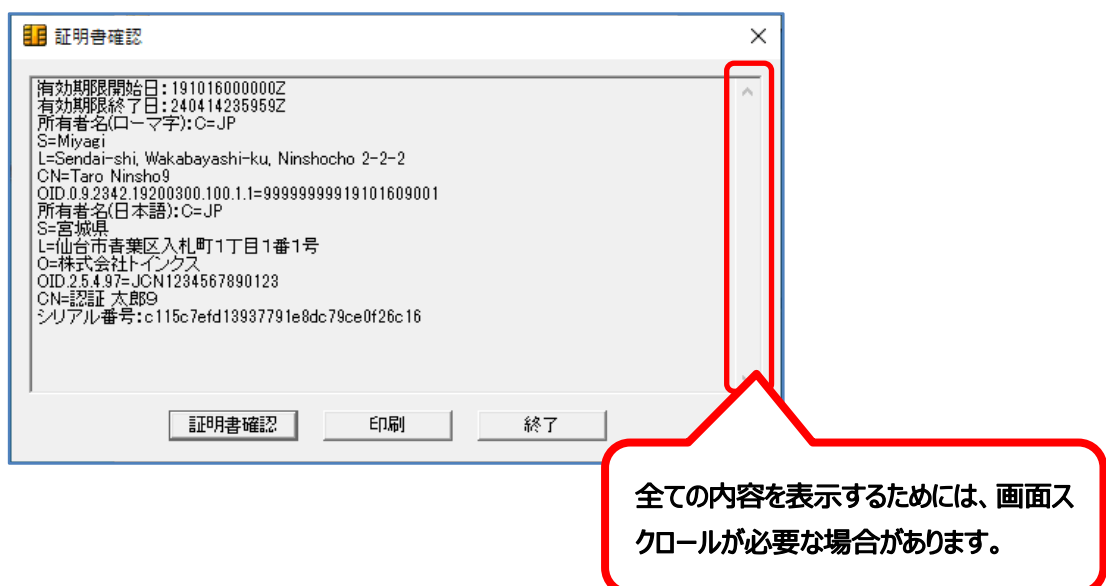 証明書確認
有効期限開始日:191016000000Z
有効期限終了日:240414235959Z
所有者名(ローマ字):C=JP
S=Miyagi
L=Sendai-shi, Wakabayashi-ku, Ninshocho 2-2-2
CN=Taro Ninsho9
OID.0.9.2342.19200300.100.1.1=99999999919101609001
所有者名(日本語):C=JP
S=宮城県
L=仙台市青葉区入札町1丁目1番1号
O=株式会社トインクス
OID.2.5.4.97=JCN1234567890123
CN=認証 太郎9
シリアル番号:c115c7efd13937791e8dc79ce0f26c16
証明書確認 印刷 終了
全ての内容を表示するためには、画面ス
クロールが必要な場合があります。